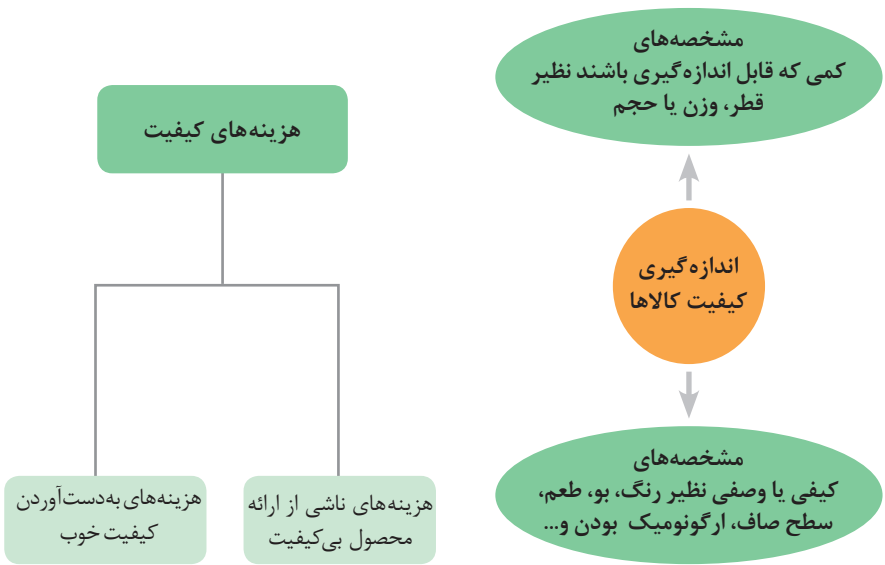 مشخصه‌های
کمی که قابل اندازه‌گیری باشند نظیر
قطر، وزن یا حجم
اندازه‌گیری
کیفیت کالاها
مشخصه‌های
کیفی یا وصفی نظیر رنگ، بو، طعم،
سطح صاف، ارگونومیک بودن و...
هزینه‌های کیفیت
هزینه‌های ناشی از ارائه
محصول بی‌کیفیت
هزینه‌های به‌دست‌آوردن
کیفیت خوب